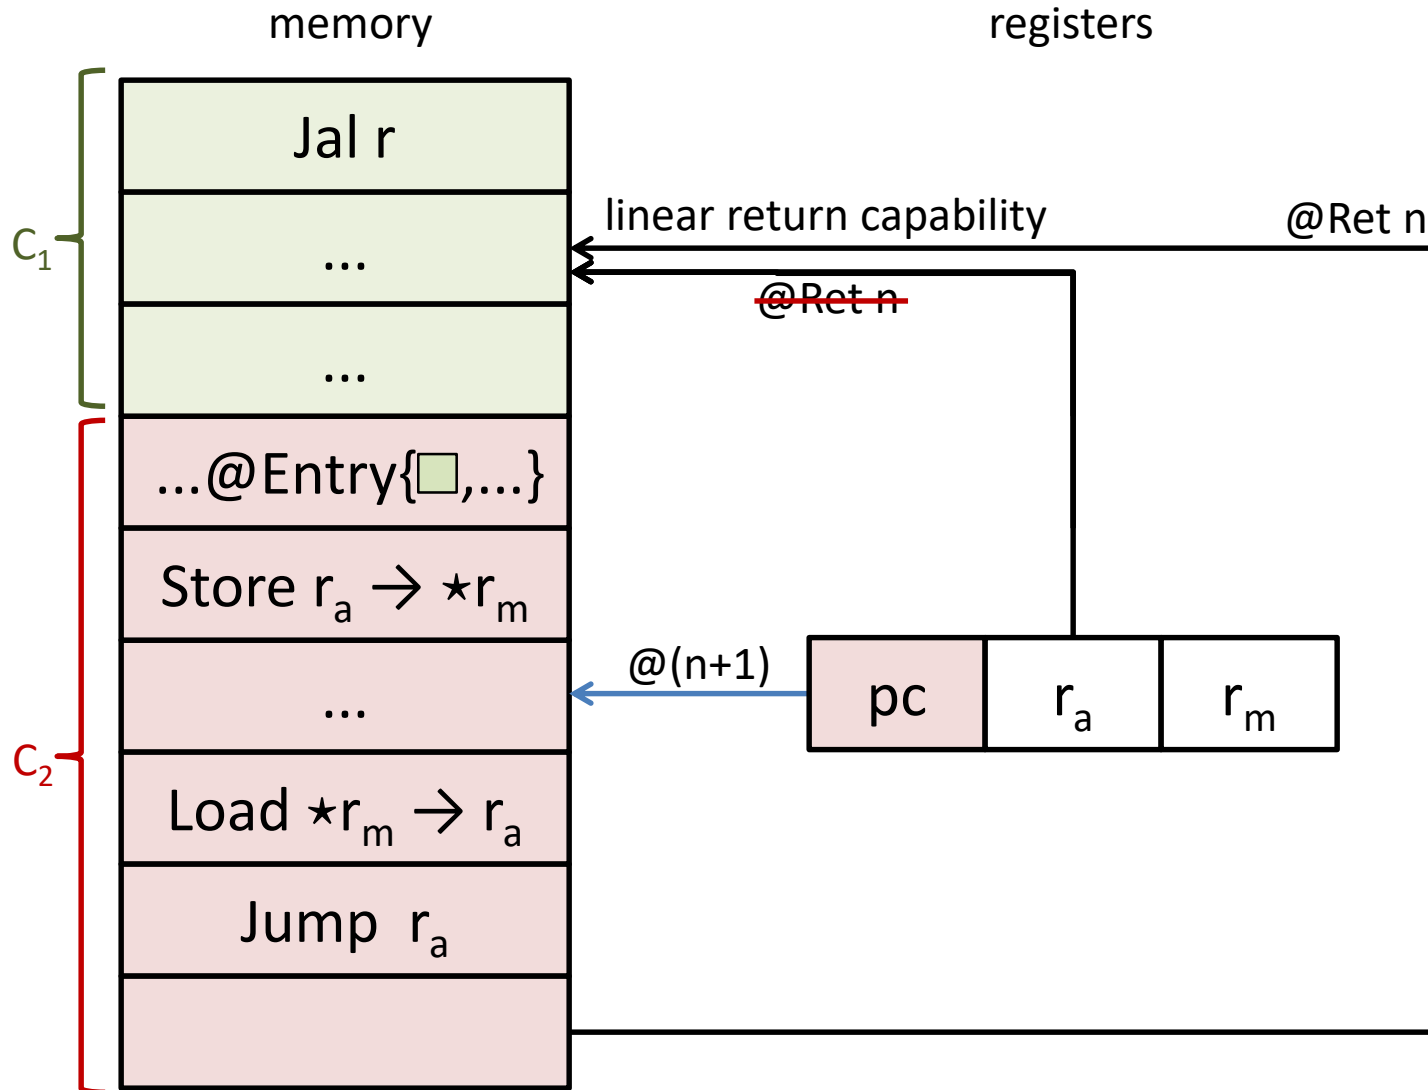 memory
registers
Jal r
...
linear return capability
@Ret n
C₁
@Ret n
...
...@Entry{ ,...}
Store rₐ → ⋆rₘ
@(n+1)
...
pc
rₐ
rₘ
C₂
Load ⋆rₘ → rₐ
Jump rₐ